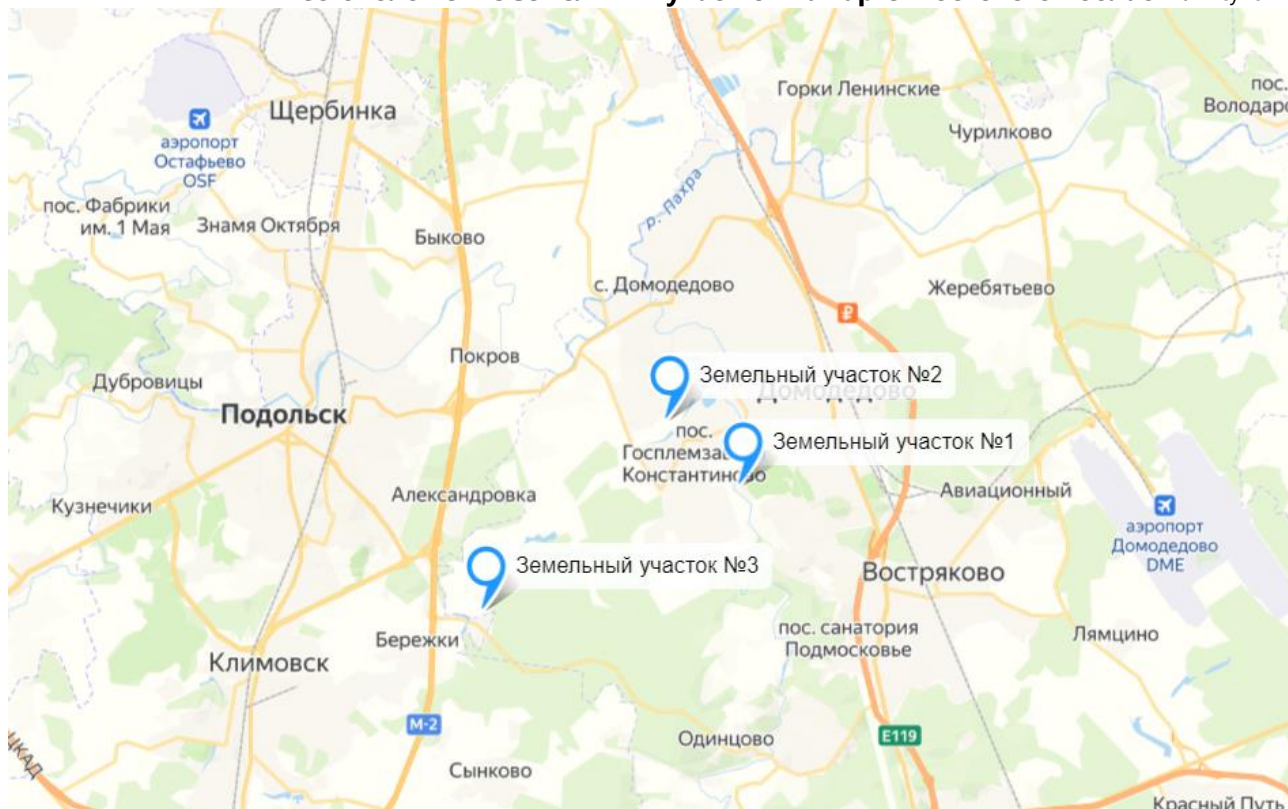 Горки Ленинские
Щербинка
аэропорт
Остафьево
OSF
Чурилково
пос. Фабрики
им. 1 Мая
Знамя Октября
Быково
р. Пахра
с. Домодедово
Жеребятьево
Покров
Дубровицы
Подольск
Земельный участок №2
Домодедово
пос.
Константиново
Земельный участок №1
Кузнечики
Александровка
Авиационный
аэропорт
Домодедово
DME
Земельный участок №3
Востряково
Бережки
Климовск
пос. санатория
Подмосковье
Лямцино
М-2
Одинцово
E119
Сынково
Красный Путь